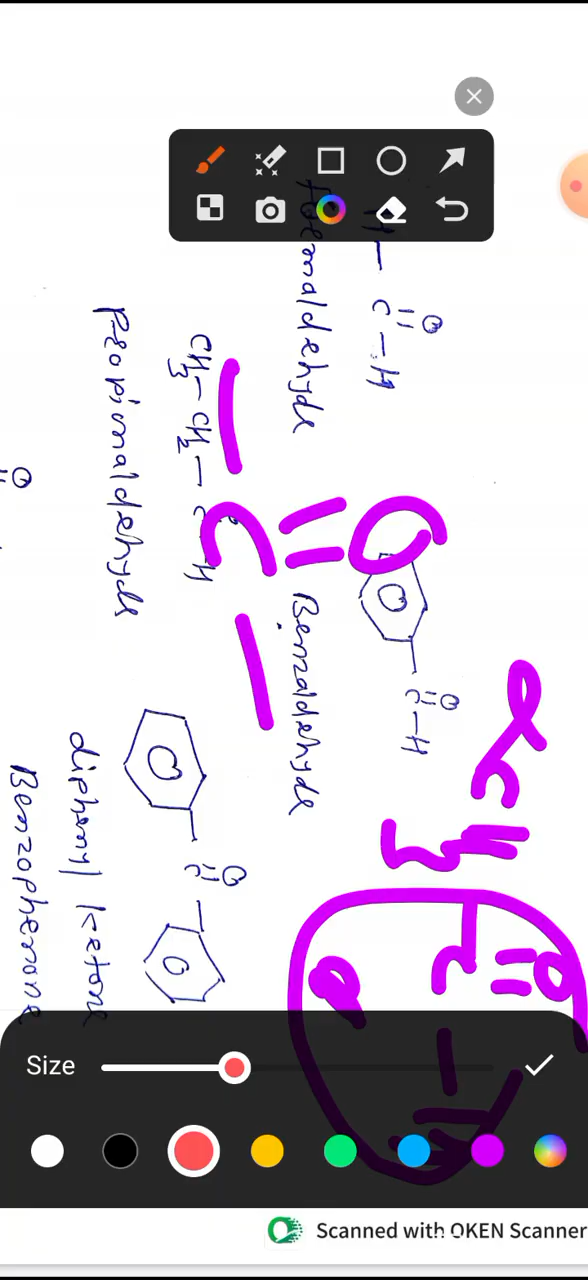 H-C-H
O
formaldehyde
CH3-CH2-C-H
Propionaldehyde
C=O
O
C-H
Benzaldehyde
O
C
diphenyl ketone
Benzophenone
O
Size
Scanned with OKEN Scanner